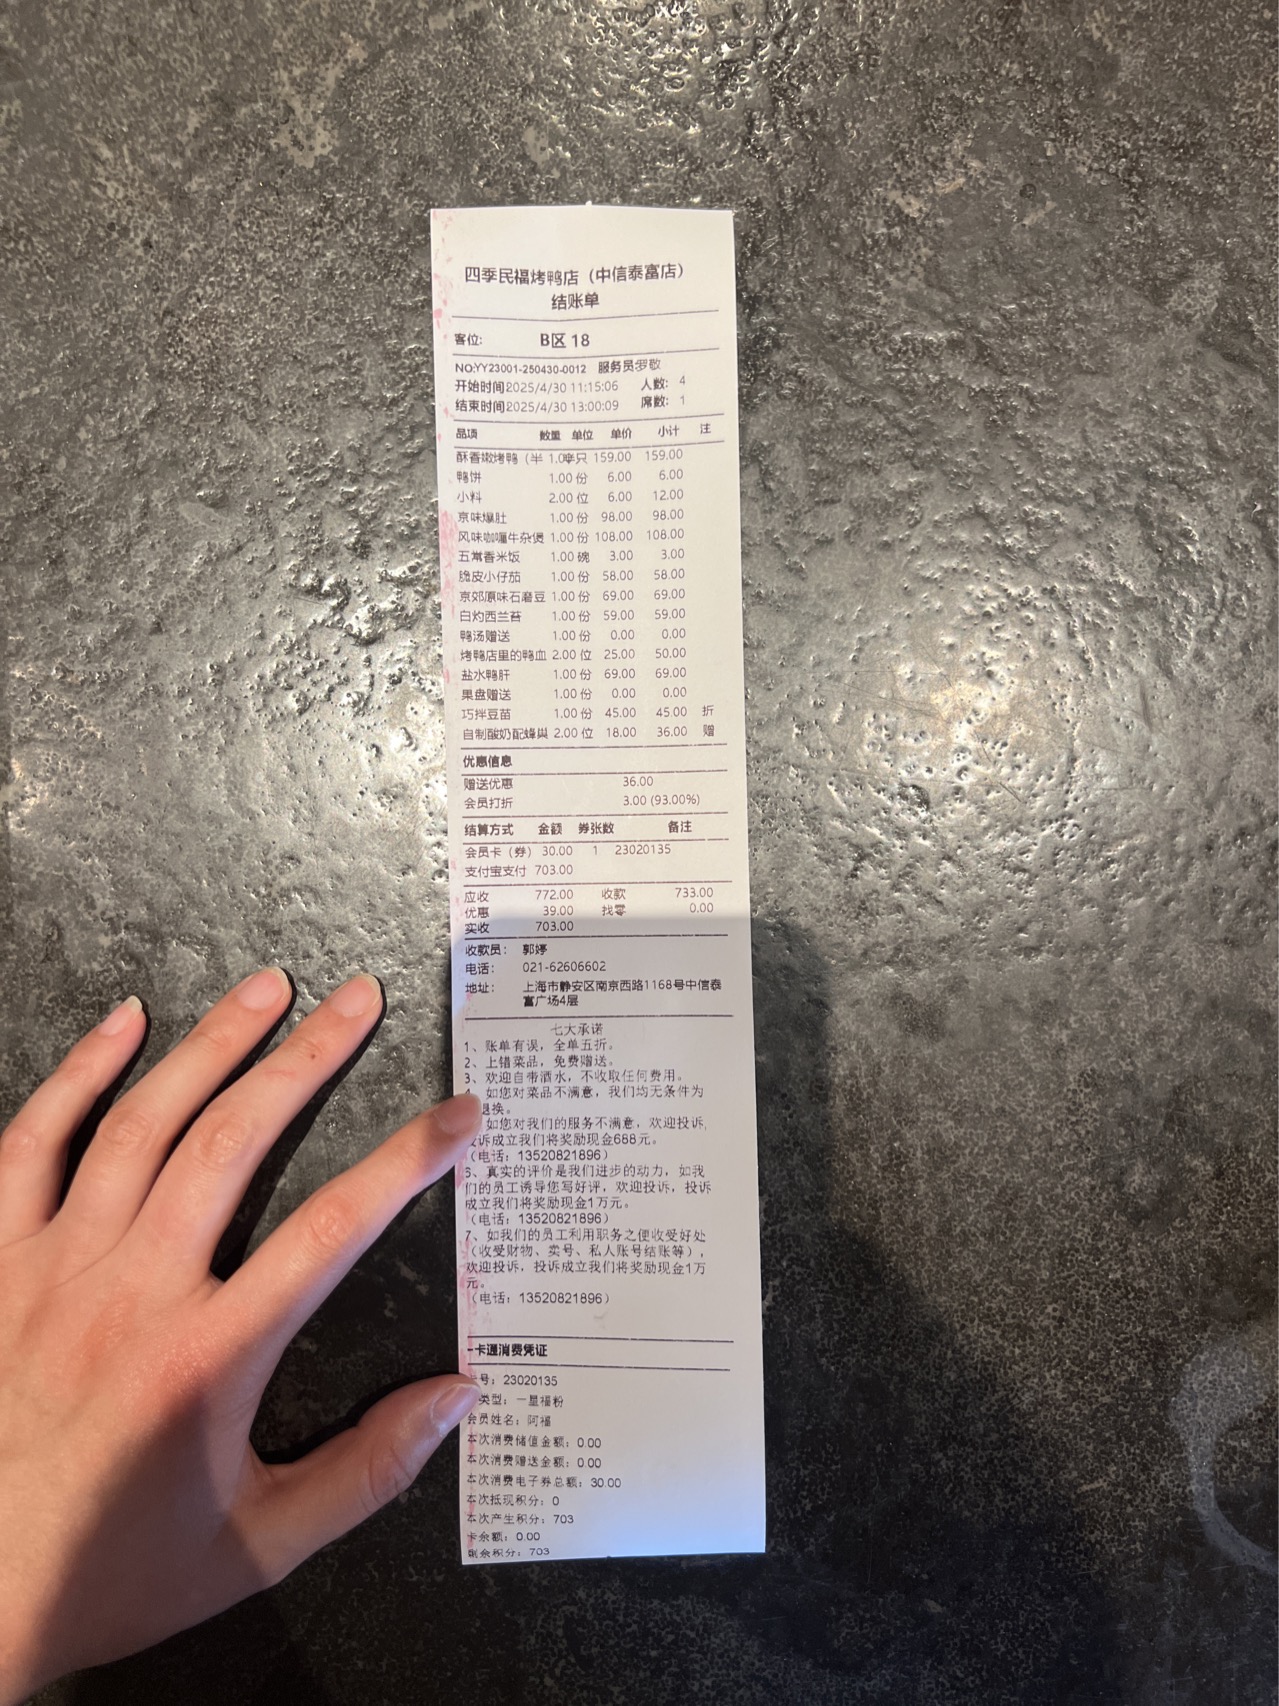 四季民福烤鸭店（中信泰富店）
结账单
客位: B区 18
NO:YY23001-250430-0012 服务员:罗敬
开始时间2025/4/30 11:15:06 人数: 4
结束时间2025/4/30 13:00:09 席数: 1
品项 数量 单位 单价 小计 注
酥香嫩烤鸭（半 1.00 半只 159.00 159.00
鸭饼 1.00 份 6.00 6.00
小料 2.00 位 6.00 12.00
京味爆肚 1.00 份 98.00 98.00
风味咖喱牛杂煲 1.00 份 108.00 108.00
五常香米饭 1.00 碗 3.00 3.00
脆皮小仔茄 1.00 份 58.00 58.00
京郊原味石磨豆 1.00 份 69.00 69.00
白灼西兰苔 1.00 份 59.00 59.00
鸭汤赠送 1.00 份 0.00 0.00
烤鸭店里的鸭血 2.00 位 25.00 50.00
盐水鸭肝 1.00 份 69.00 69.00
果盘赠送 1.00 份 0.00 0.00
巧拌豆苗 1.00 份 45.00 45.00 折
自制酸奶配蜂巢 2.00 位 18.00 36.00 赠
优惠信息
赠送优惠 36.00
会员打折 3.00 (93.00%)
结算方式 金额 券张数 备注
会员卡（券） 30.00 1 23020135
支付宝支付 703.00
应收 772.00 收款 733.00
优惠 39.00 找零 0.00
实收 703.00
收款员: 郭婷
电话: 021-62606602
地址: 上海市静安区南京西路1168号中信泰
富广场4层
七大承诺
1、账单有误，全单五折。
2、上错菜品，免费赠送。
3、欢迎自带酒水，不收取任何费用。
如您对菜品不满意，我们均无条件为
退换。
如您对我们的服务不满意，欢迎投诉，
诉成立我们将奖励现金688元。
（电话：13520821896）
6、真实的评价是我们进步的动力，如我
们的员工诱导您写好评，欢迎投诉，投诉
成立我们将奖励现金1万元。
（电话：13520821896）
7、如我们的员工利用职务之便收受好处
（收受财物、卖号、私人账号结账等），
欢迎投诉，投诉成立我们将奖励现金1万
元。
（电话：13520821896）
一卡通消费凭证
号：23020135
类型：一星福粉
会员姓名：阿福
本次消费储值金额：0.00
本次消费赠送金额：0.00
本次消费电子券总额：30.00
本次抵现积分：0
本次产生积分：703
卡余额：0.00
剩余积分：703